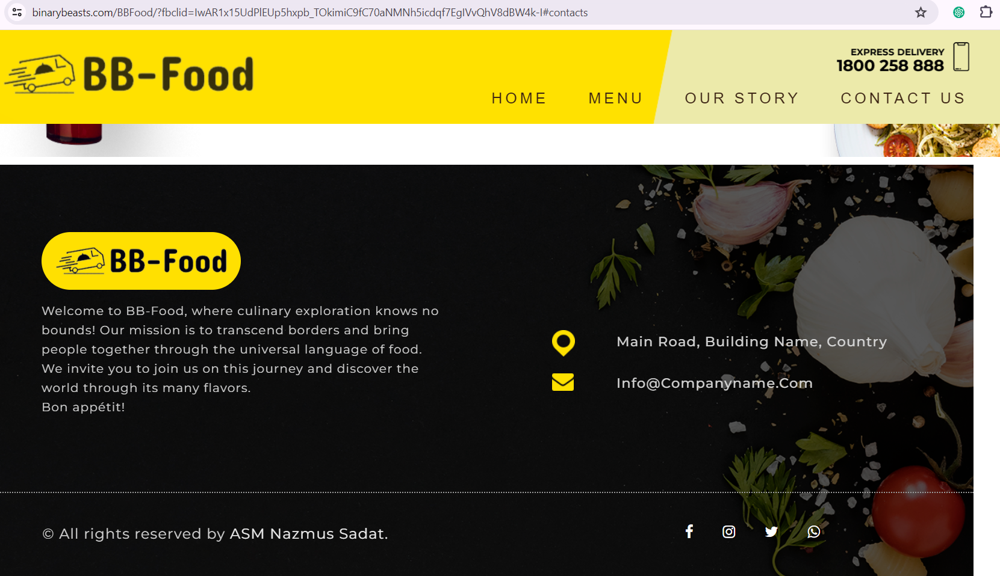 binarybeasts.com/BBFood/?fbclid=IwAR1x15UdPlEUp5hxpb_TOkimiC9fC70aNMNh5icdqf7EgIVvQhV8dBW4k-I#contacts
BB-Food
EXPRESS DELIVERY
1800 258 888
HOME
MENU
OUR STORY
CONTACT US
BB-Food
Welcome to BB-Food, where culinary exploration knows no
bounds! Our mission is to transcend borders and bring
people together through the universal language of food.
We invite you to join us on this journey and discover the
world through its many flavors.
Bon appétit!
Main Road, Building Name, Country
Info@Companyname.Com
© All rights reserved by ASM Nazmus Sadat.